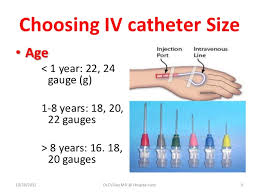 Choosing IV catheter Size
• Age
< 1 year: 22, 24
gauge (g)
1-8 years: 18, 20,
22 gauges
> 8 years: 16. 18,
20 gauges
Injection
Port
Intravenous
Line